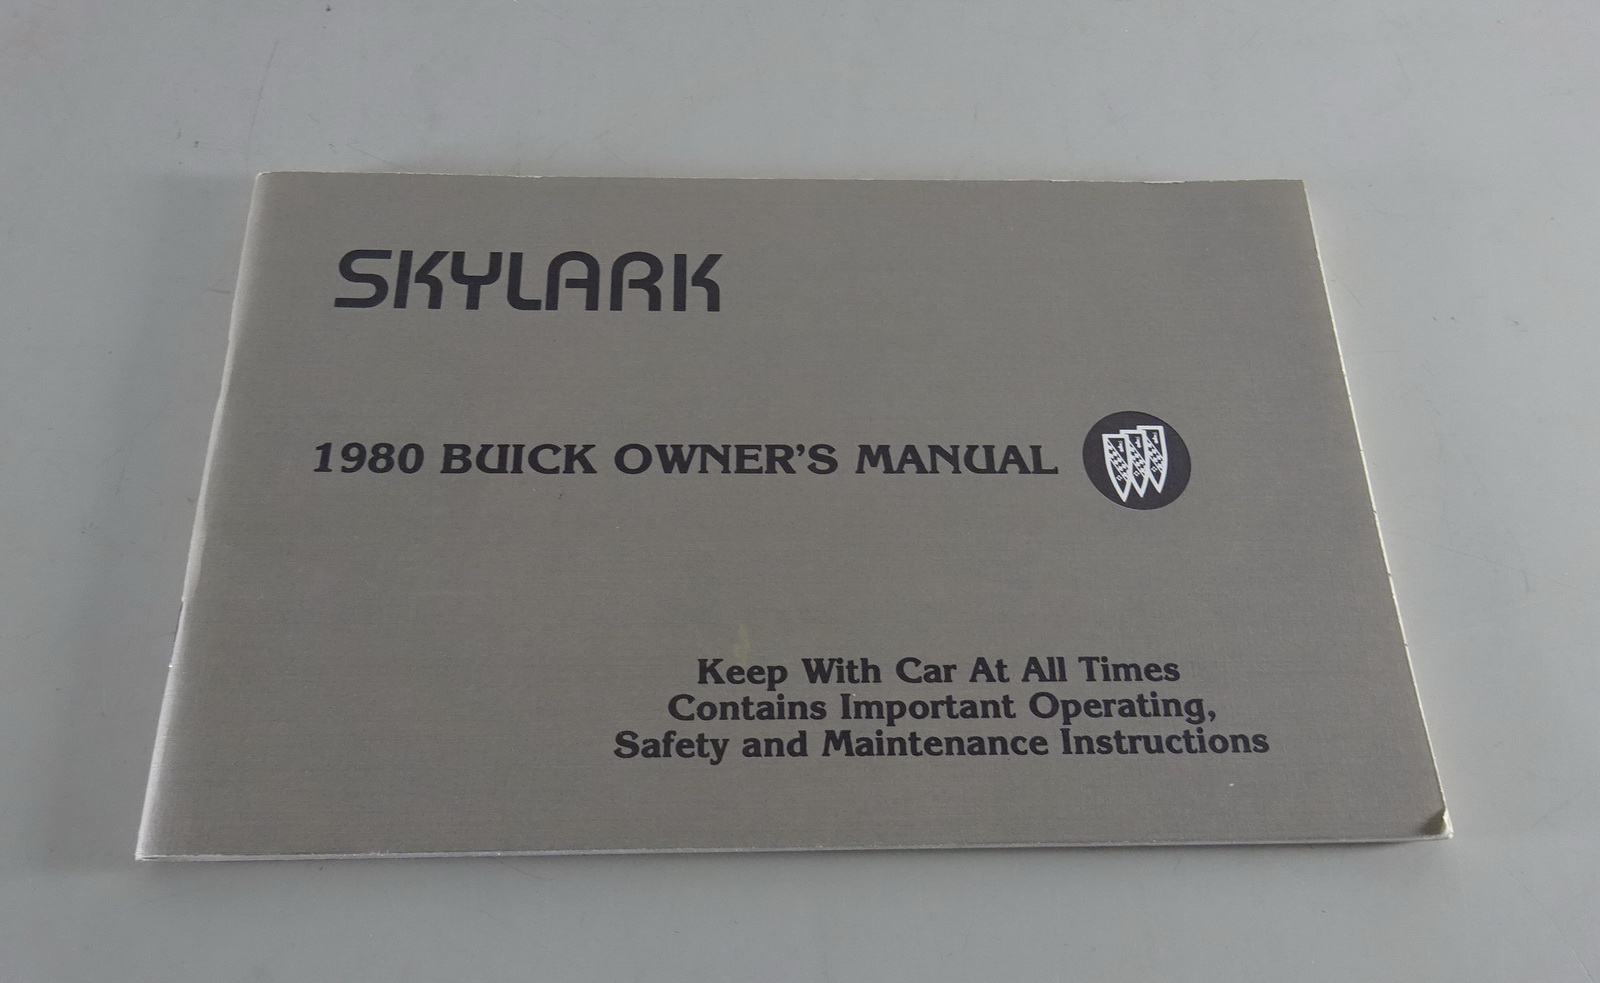 SKYLARK
1980 BUICK OWNER'S MANUAL
Keep With Car At All Times
Contains Important Operating,
Safety and Maintenance Instructions